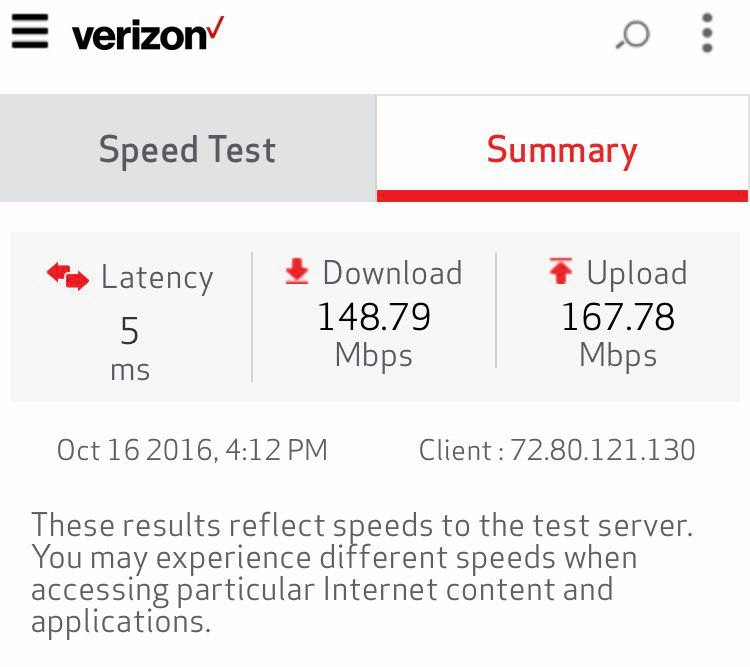 verizon✓
Speed Test
Summary
Latency
5
ms
Download
148.79
Mbps
Upload
167.78
Mbps
Oct 16 2016, 4:12 PM
Client : 72.80.121.130
These results reflect speeds to the test server.
You may experience different speeds when
accessing particular Internet content and
applications.